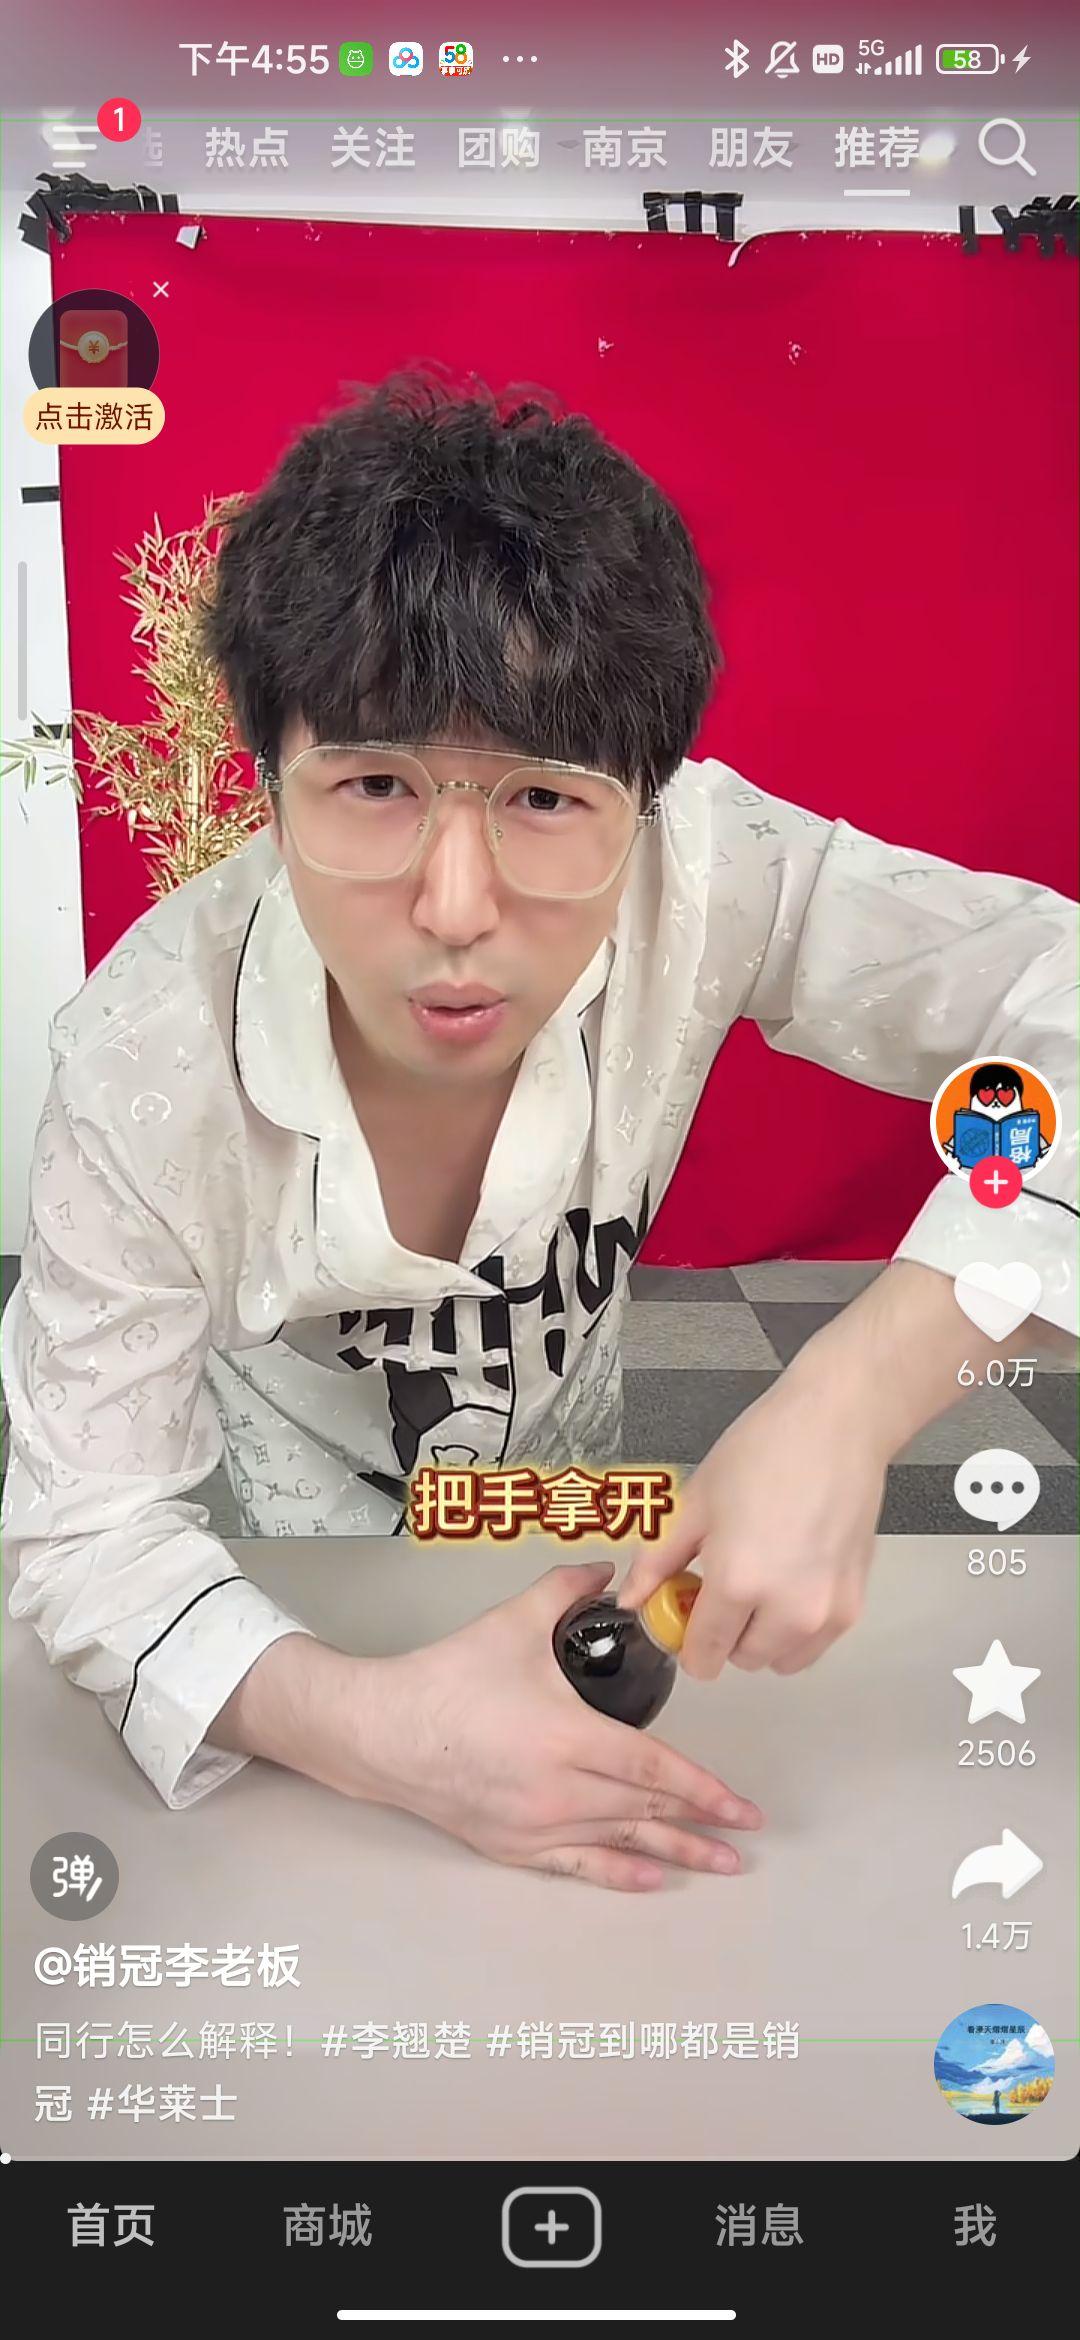 下午4:55
58
HD
5G
58
1
热点 关注 团购 南京 朋友 推荐
点击激活
格局
6.0万
把手拿开
805
2506
1.4万
弹
@销冠李老板
同行怎么解释！#李翘楚 #销冠到哪都是销
冠 #华莱士
首页 商城 消息 我